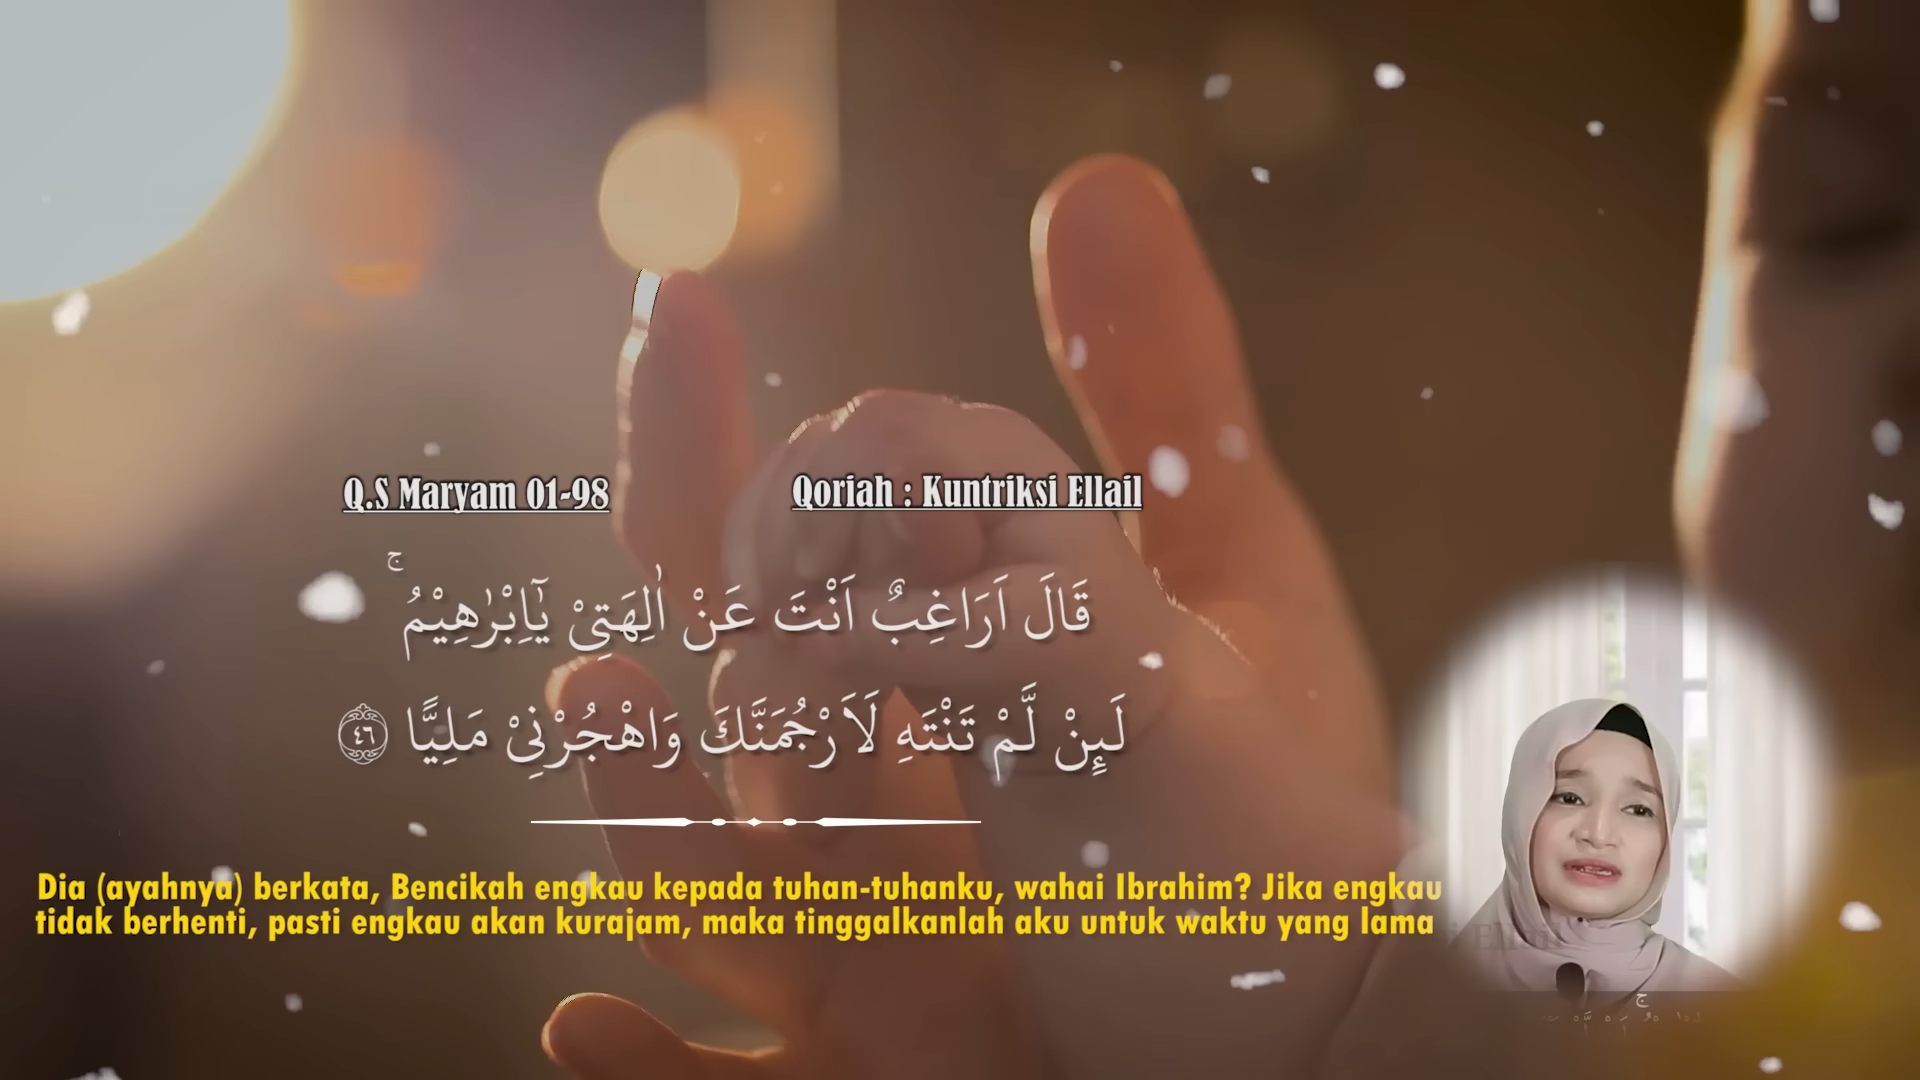 Q.S Maryam 01-98
Qoriah : Kuntriksi Ellail
قَالَ اَرَاغِبٌ اَنْتَ عَنْ اٰلِهَتِيْ يٰٓاِبْرٰهِيْمُ ۚ
لَىِٕنْ لَّمْ تَنْتَهِ لَاَرْجُمَنَّكَ وَاهْجُرْنِيْ مَلِيًّا ٤٦
Dia (ayahnya) berkata, Bencikah engkau kepada tuhan-tuhanku, wahai Ibrahim? Jika engkau
tidak berhenti, pasti engkau akan kurajam, maka tinggalkanlah aku untuk waktu yang lama